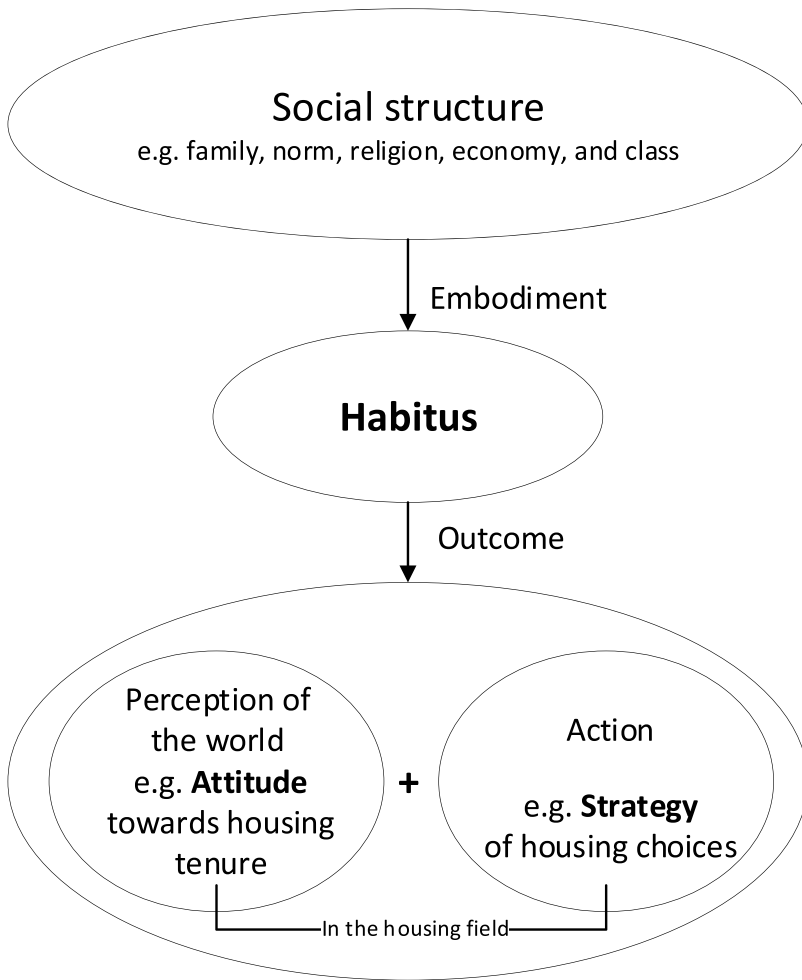 Social structure
e.g. family, norm, religion, economy, and class
Embodiment
Habitus
Outcome
Perception of
the world
e.g. Attitude
towards housing
tenure
+
Action
e.g. Strategy
of housing choices
In the housing field